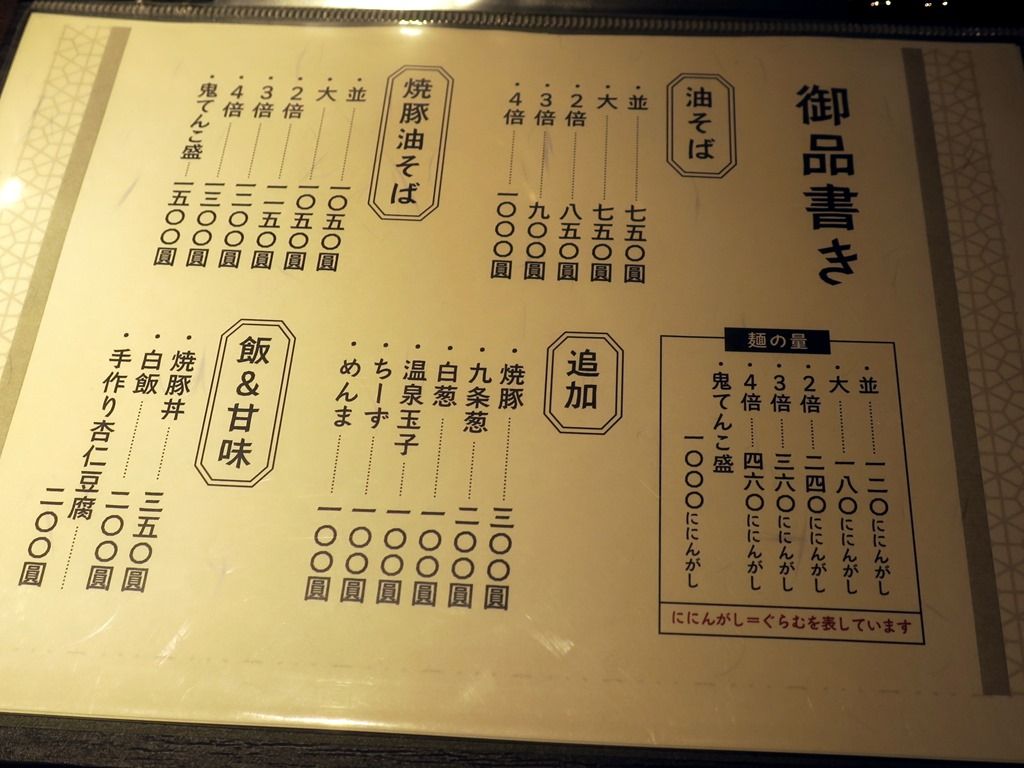 御品書き
油そば
・並……七五〇圓
・大……七五〇圓
・2倍……八五〇圓
・3倍……九〇〇圓
・4倍……一〇〇〇圓
焼豚油そば
・並……一〇五〇圓
・大……一〇五〇圓
・2倍……一一五〇圓
・3倍……一二〇〇圓
・4倍……一三〇〇圓
・鬼てんこ盛…一五〇〇圓
麺の量
・並……一二〇ににんがし
・大……一八〇ににんがし
・2倍……二四〇ににんがし
・3倍……三六〇ににんがし
・4倍……四六〇ににんがし
・鬼てんこ盛
一〇〇〇ににんがし
ににんがし=ぐらむを表しています
追加
・焼豚……三〇〇圓
・九条葱……二〇〇圓
・白葱……一〇〇圓
・温泉玉子……一〇〇圓
・ちーず……一〇〇圓
・めんま……一〇〇圓
飯&甘味
・焼豚丼……三五〇圓
・白飯……二〇〇圓
・手作り杏仁豆腐……
二〇〇圓